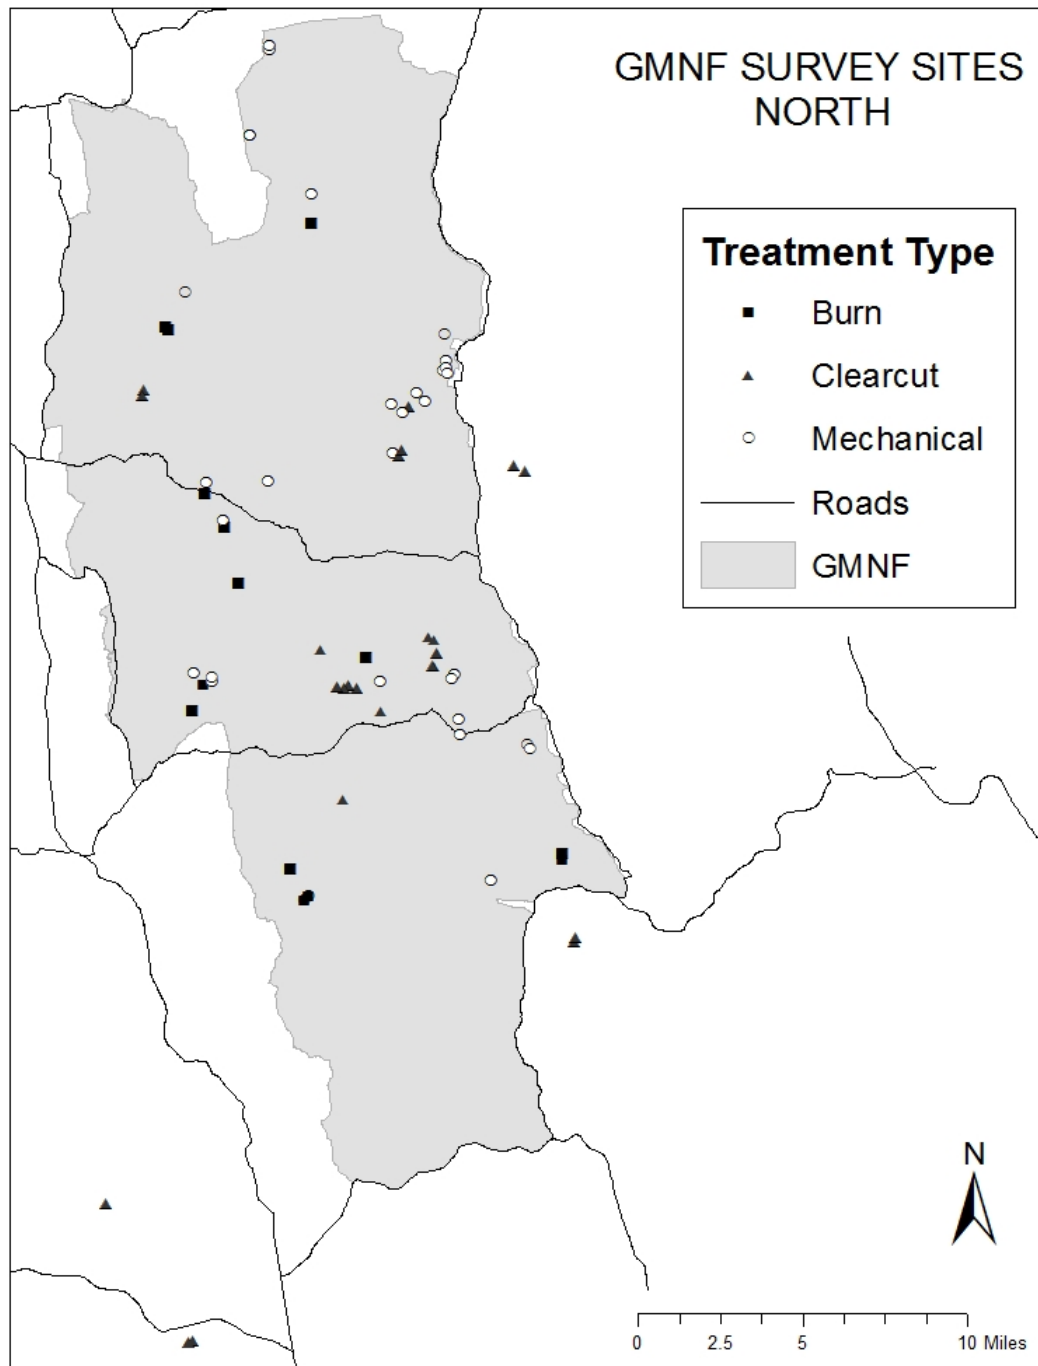 GMNF SURVEY SITES
NORTH
Treatment Type
Burn
Clearcut
Mechanical
Roads
GMNF
N
0 2.5 5 10 Miles